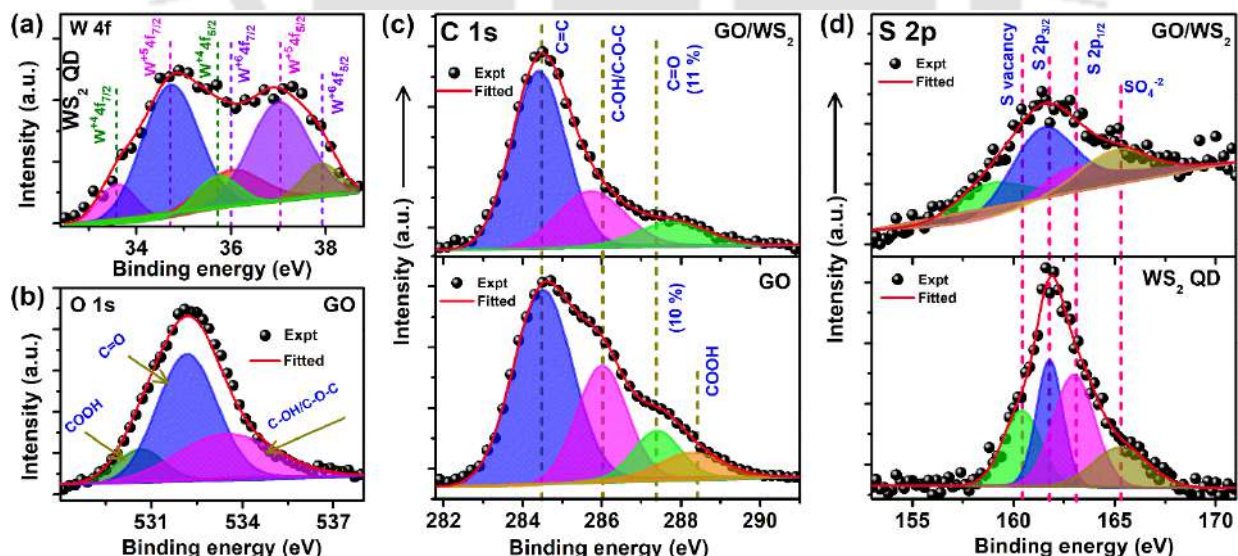 (a)
W 4f
WS2 QD
W+4 4f7/2
W+5 4f7/2
W+4 4f5/2
W+6 4f7/2
W+5 4f5/2
W+6 4f5/2
Intensity (a.u.)
34 36 38
Binding energy (eV)
(b)
O 1s
GO
Expt
Fitted
C=O
COOH
C-OH/C-O-C
Intensity (a.u.)
531 534 537
Binding energy (eV)
(c)
C 1s
GO/WS2
Expt
Fitted
C=C
C-OH/C-O-C
C=O
(11 %)
GO
Expt
Fitted
(10 %)
COOH
Intensity (a.u.)
282 284 286 288 290
Binding energy (eV)
(d)
S 2p
GO/WS2
Expt
Fitted
S vacancy
S 2p3/2
S 2p1/2
SO4-2
WS2 QD
Expt
Fitted
Intensity (a.u.)
155 160 165 170
Binding energy (eV)